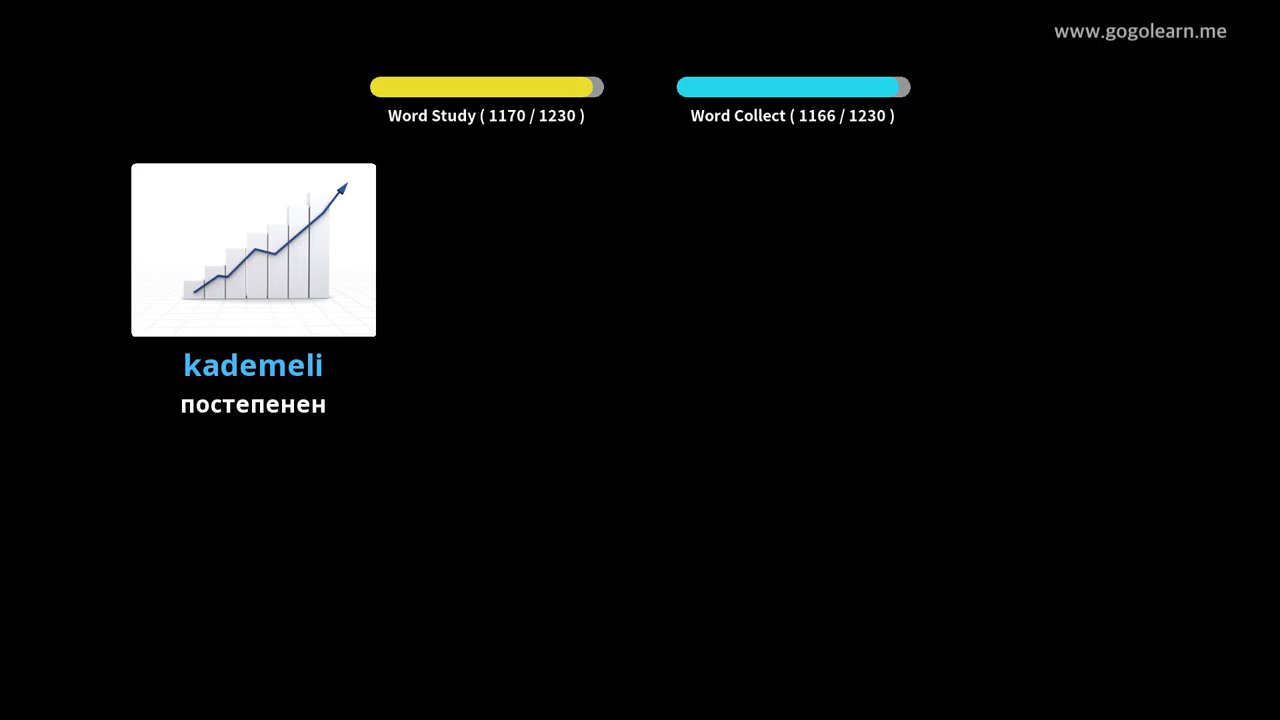 www.gogolearn.me
Word Study ( 1170 / 1230 )
Word Collect ( 1166 / 1230 )
kademeli
постепенен